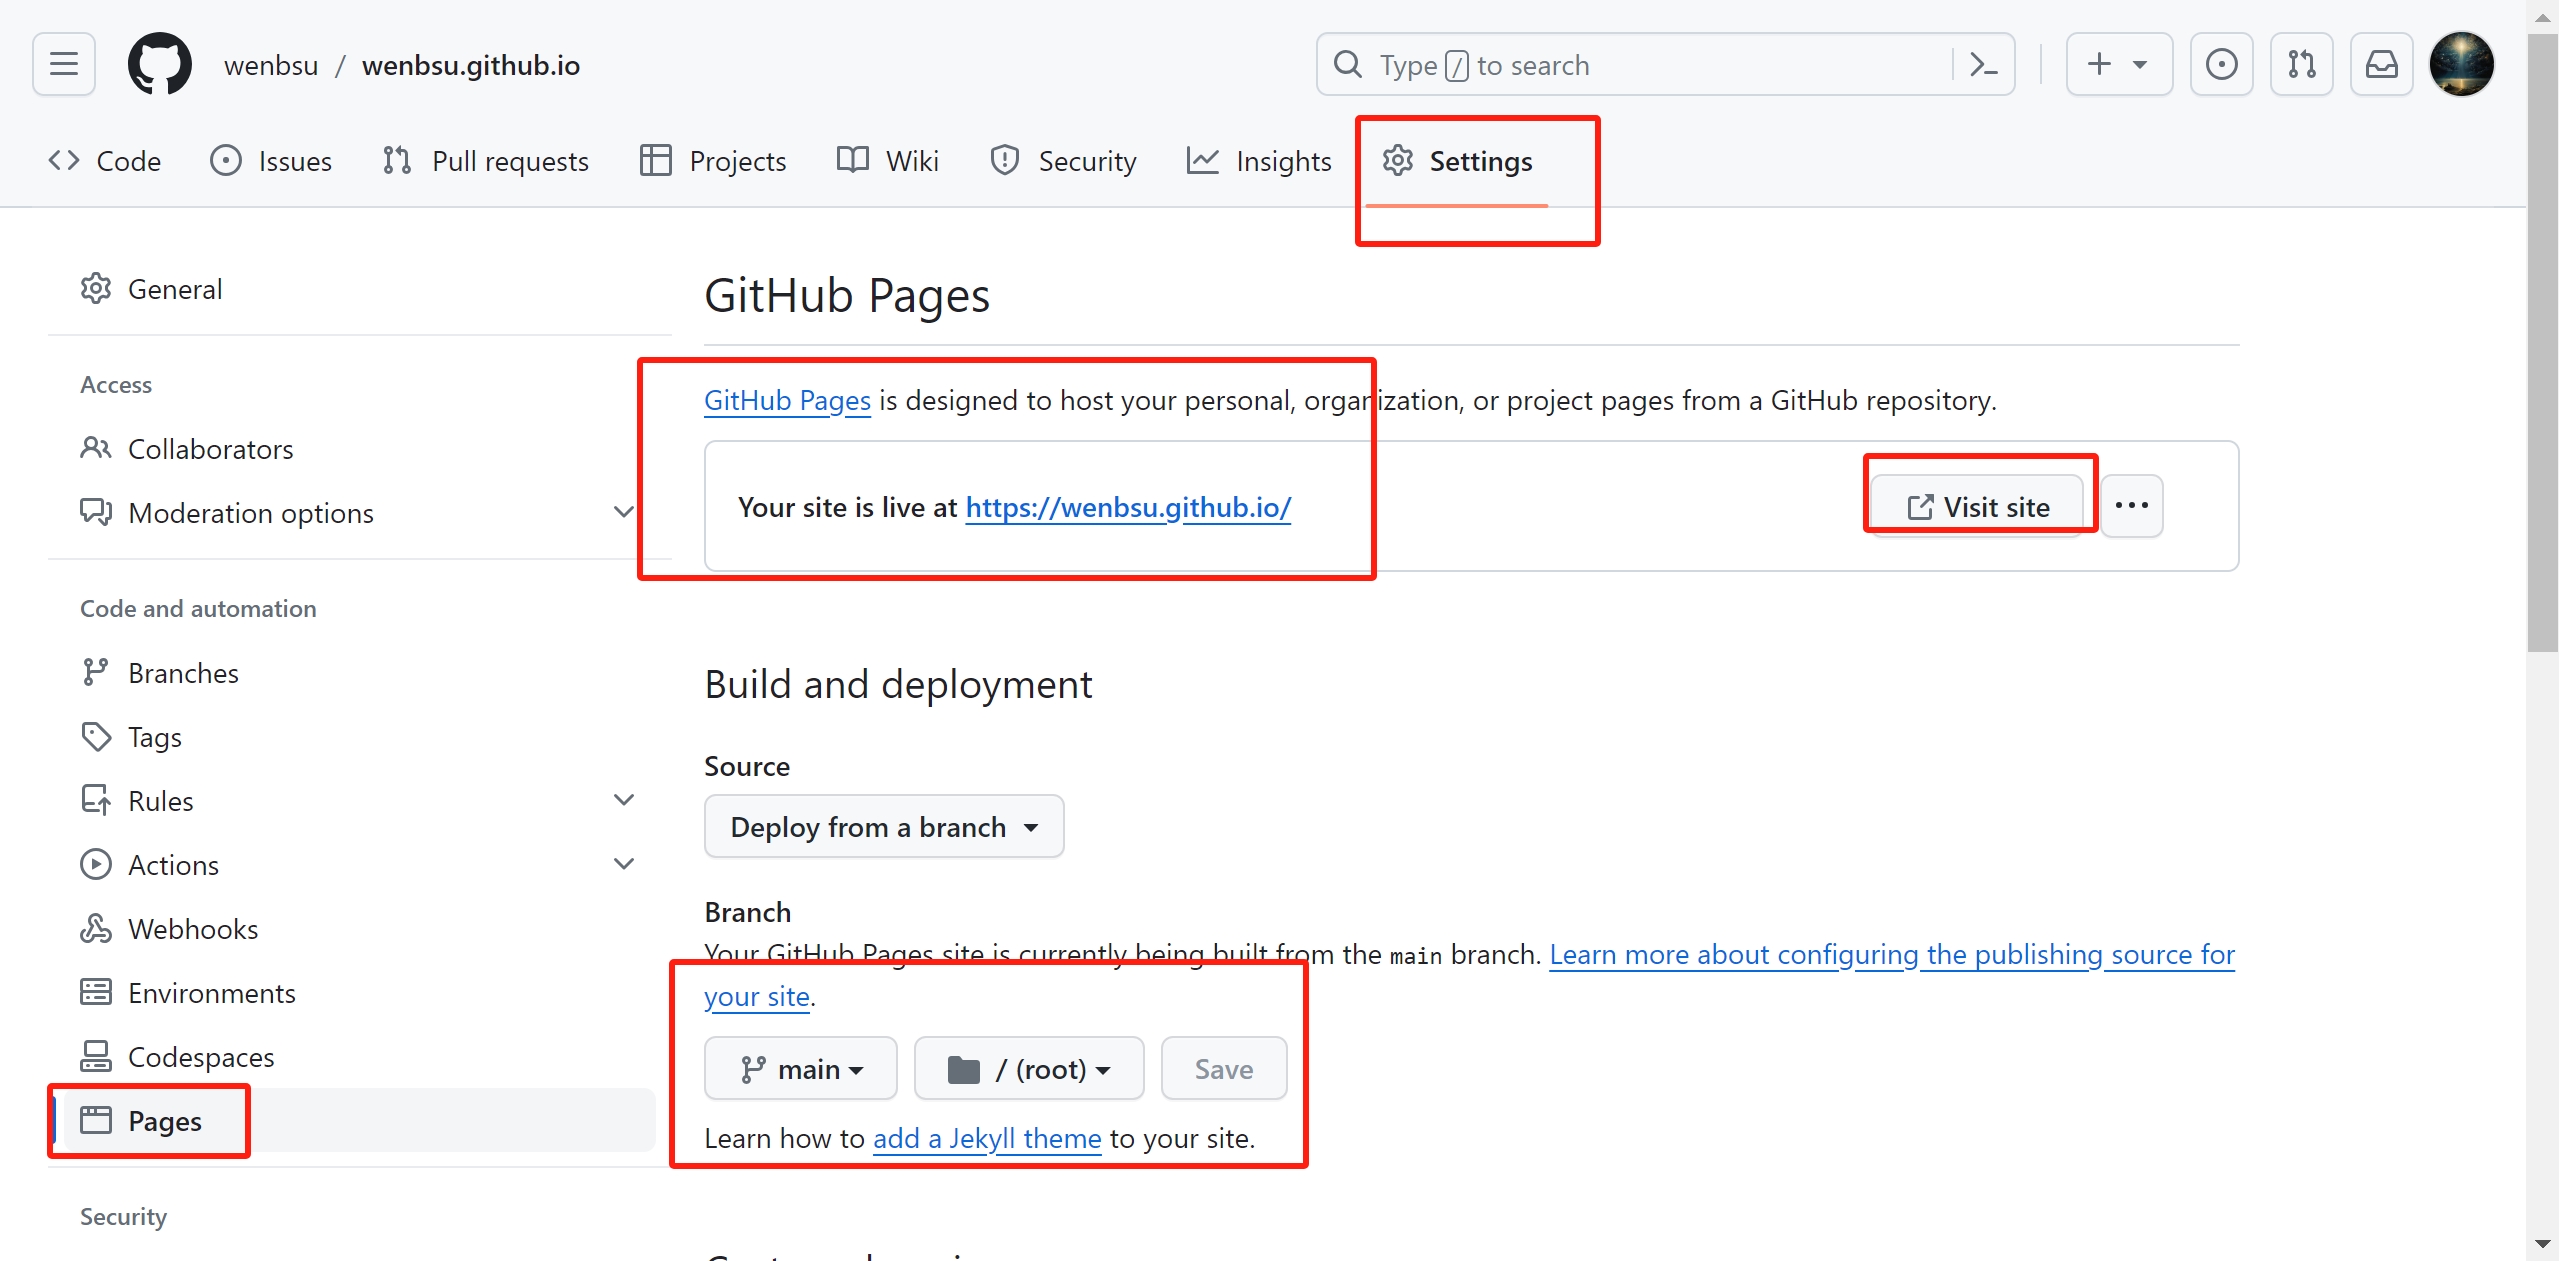 wenbsu / wenbsu.github.io
Type / to search
Code
Issues
Pull requests
Projects
Wiki
Security
Insights
Settings
General
Access
Collaborators
Moderation options
Code and automation
Branches
Tags
Rules
Actions
Webhooks
Environments
Codespaces
Pages
Security
GitHub Pages
GitHub Pages is designed to host your personal, organization, or project pages from a GitHub repository.
Your site is live at https://wenbsu.github.io/
Visit site
Build and deployment
Source
Deploy from a branch
Branch
Your GitHub Pages site is currently being built from the main branch. Learn more about configuring the publishing source for
your site.
main
/ (root)
Save
Learn how to add a Jekyll theme to your site.